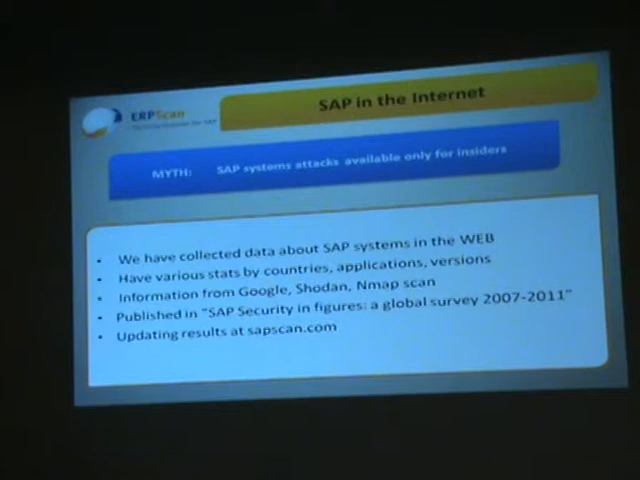 ERPScan
SAP in the Internet
MYTH: SAP systems attacks available only for insiders
• We have collected data about SAP systems in the WEB
• Have various stats by countries, applications, versions
• Information from Google, Shodan, Nmap scan
• Published in "SAP Security in figures: a global survey 2007-2011"
• Updating results at sapscan.com